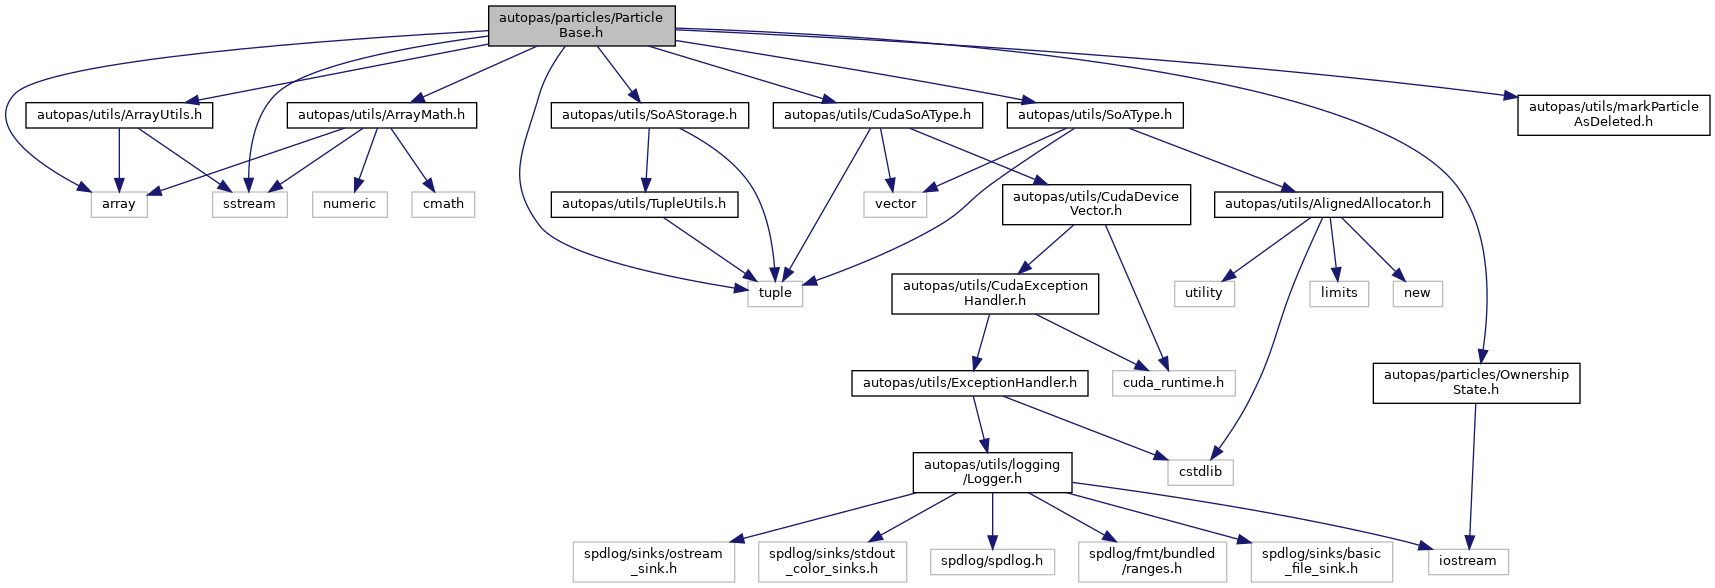 autopas/particles/Particle
Base.h
autopas/utils/markParticle
AsDeleted.h
autopas/utils/ArrayUtils.h
autopas/utils/ArrayMath.h
autopas/utils/SoAStorage.h
autopas/utils/CudaSoAType.h
autopas/utils/SoAType.h
array
sstream
numeric
cmath
autopas/utils/TupleUtils.h
vector
autopas/utils/CudaDevice
Vector.h
autopas/utils/AlignedAllocator.h
autopas/utils/CudaException
Handler.h
tuple
utility
limits
new
autopas/utils/ExceptionHandler.h
cuda_runtime.h
autopas/particles/Ownership
State.h
autopas/utils/logging
/Logger.h
cstdlib
spdlog/sinks/ostream
_sink.h
spdlog/sinks/stdout
_color_sinks.h
spdlog/spdlog.h
spdlog/fmt/bundled
/ranges.h
spdlog/sinks/basic
_file_sink.h
iostream